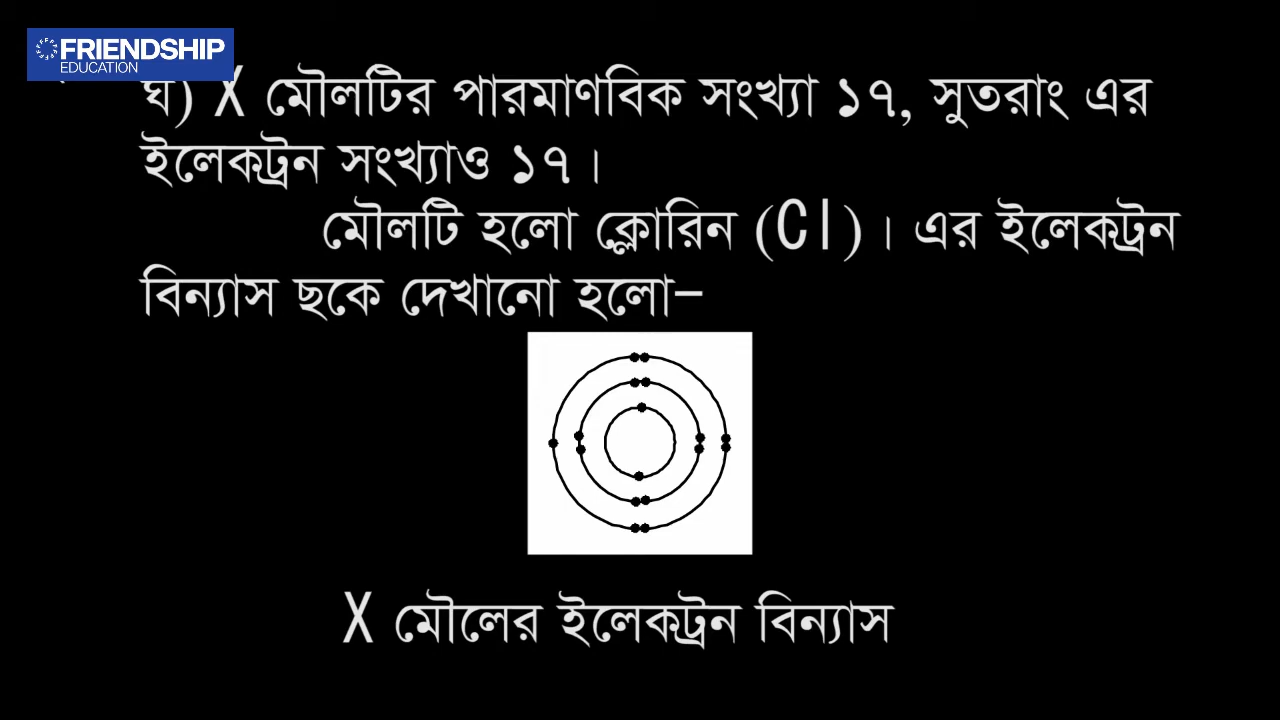 FRIENDSHIP
EDUCATION
ঘ) X মৌলটির পারমাণবিক সংখ্যা ১৭, সুতরাং এর
ইলেকট্রন সংখ্যাও ১৭।
মৌলটি হলো ক্লোরিন (Cl)। এর ইলেকট্রন
বিন্যাস ছকে দেখানো হলো–
X মৌলের ইলেকট্রন বিন্যাস